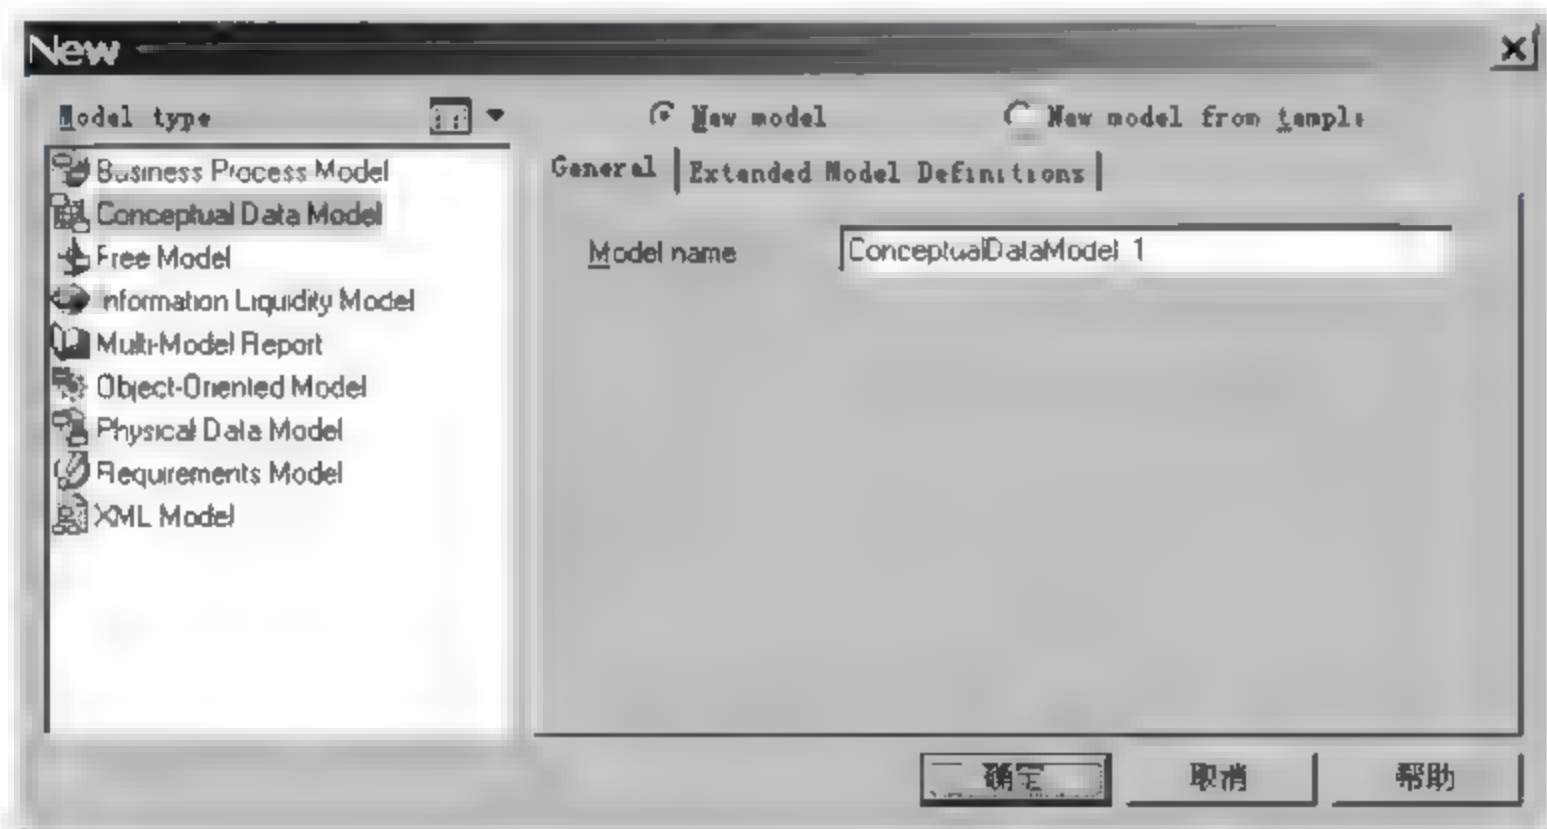 New
Model type
New model
New model from
Business Process Model
Conceptual Data Model
Free Model
Information Liquidity Model
Multi-Model Report
Object-Oriented Model
Physical Data Model
Requirements Model
XML Model
General
Extended Model Definitions
Model name
ConceptualDataModel 1
确定
取消
帮助